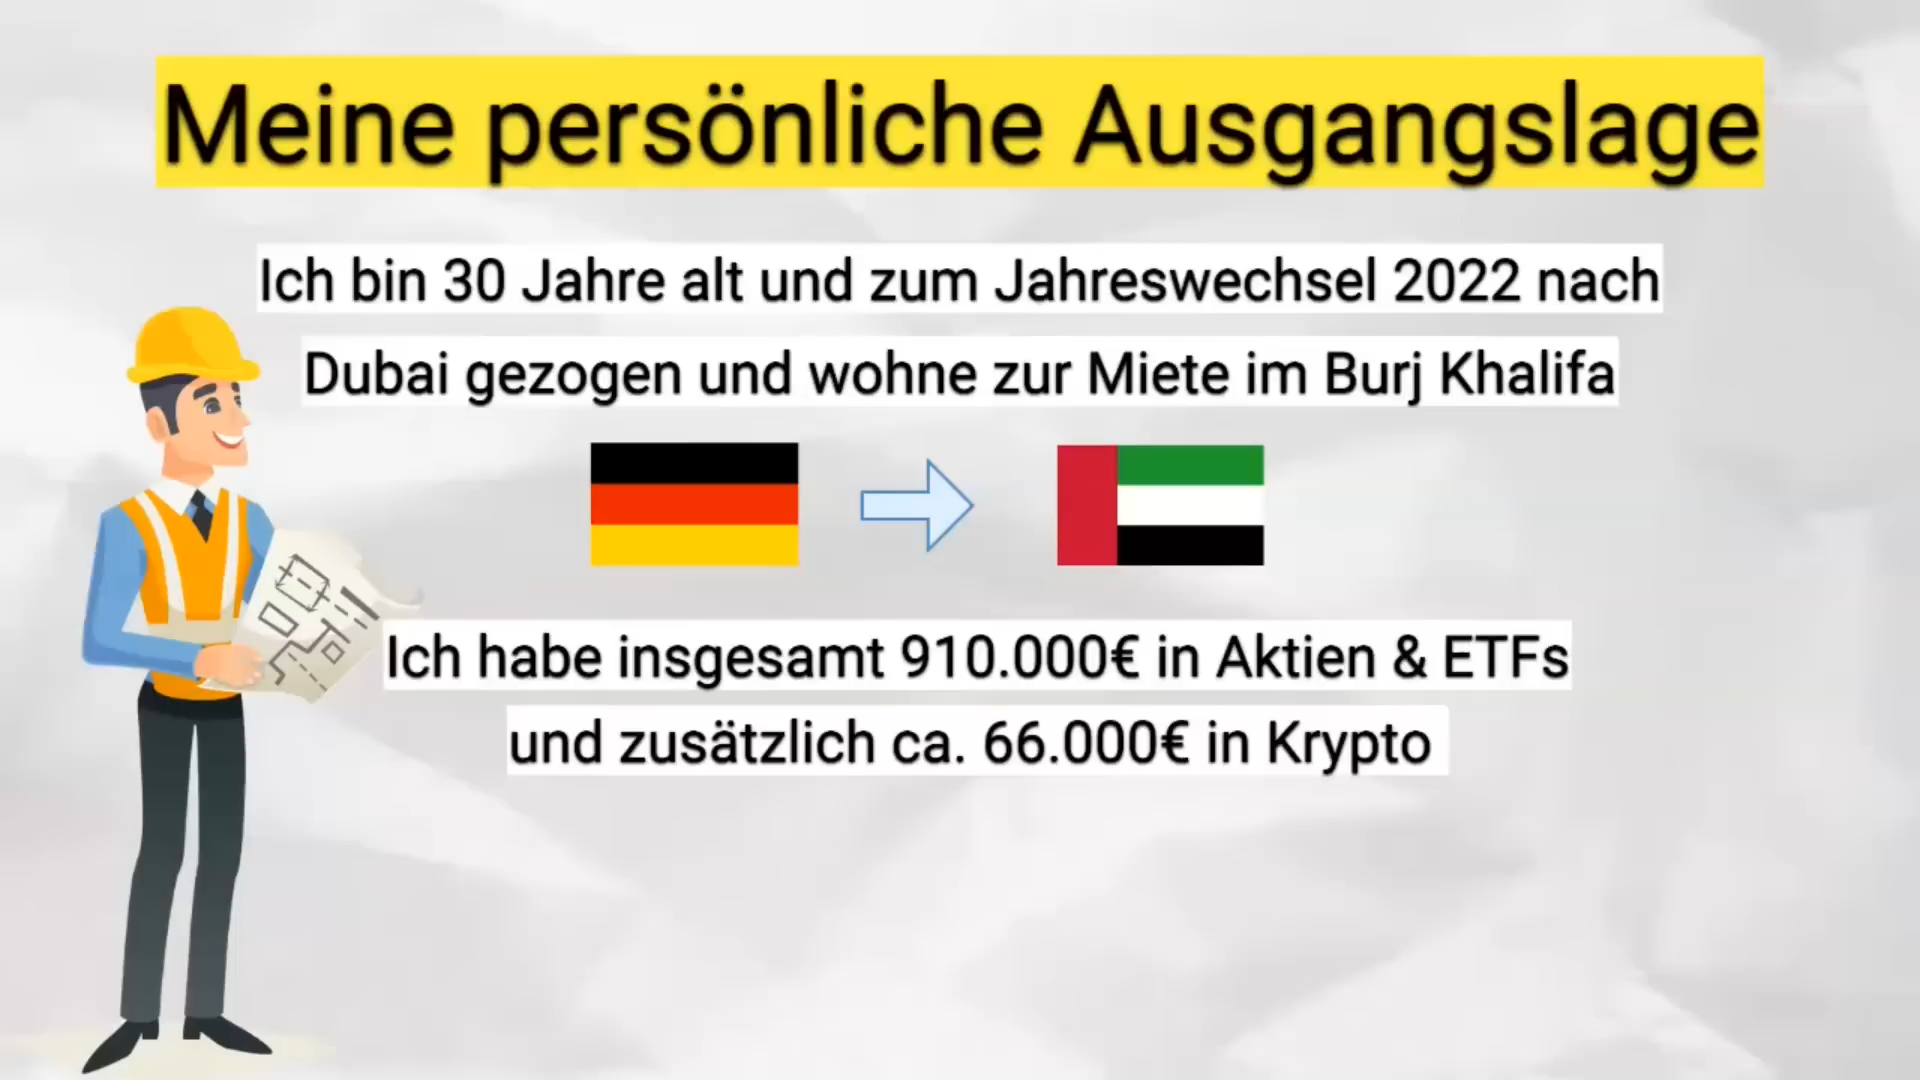 Meine persönliche Ausgangslage
Ich bin 30 Jahre alt und zum Jahreswechsel 2022 nach
Dubai gezogen und wohne zur Miete im Burj Khalifa
Ich habe insgesamt 910.000€ in Aktien & ETFs
und zusätzlich ca. 66.000€ in Krypto